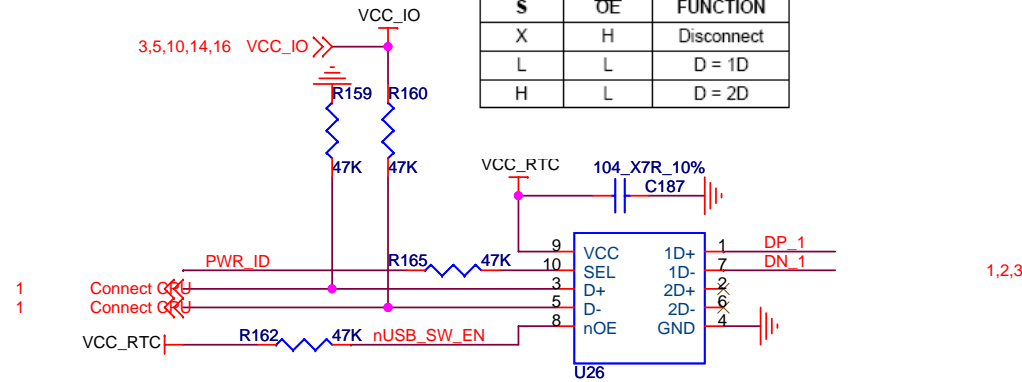 S OE FUNCTION
X H Disconnect
L L D = 1D
H L D = 2D
VCC_IO
3,5,10,14,16 VCC_IO
R159 R160
47K 47K
VCC_RTC
104_X7R_10%
C187
PWR_ID
R165 47K
1 Connect CPU
1 Connect CPU
VCC_RTC
R162 47K nUSB_SW_EN
9 VCC 1D+ 1 DP_1
10 SEL 1D- 7 DN_1
3 D+ 2D+ 2
5 D- 2D- 6
8 nOE GND 4
U26
1,2,3